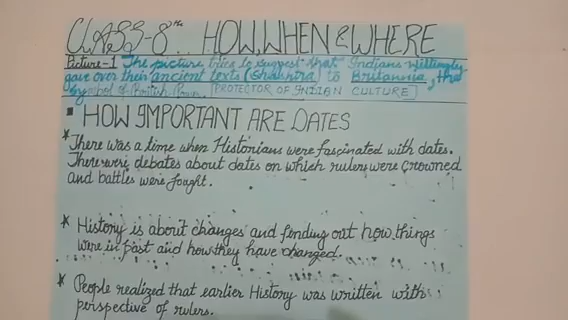 CLASS-8TH.. HOW, WHEN & WHERE
Picture-1 The picture tries to suggest that Indians willingly
gave over their ancient texts (shashtra) to Britannia, the
symbol of British Power. PROTECTOR OF INDIAN CULTURE
HOW IMPORTANT ARE DATES
* There was a time when Historians were fascinated with dates.
There were debates about dates on which rulers were crowned
and battles were fought.
* History is about changes and finding out how things
were in past and how they have changed.
* People realized that earlier History was written with
perspective of rulers.